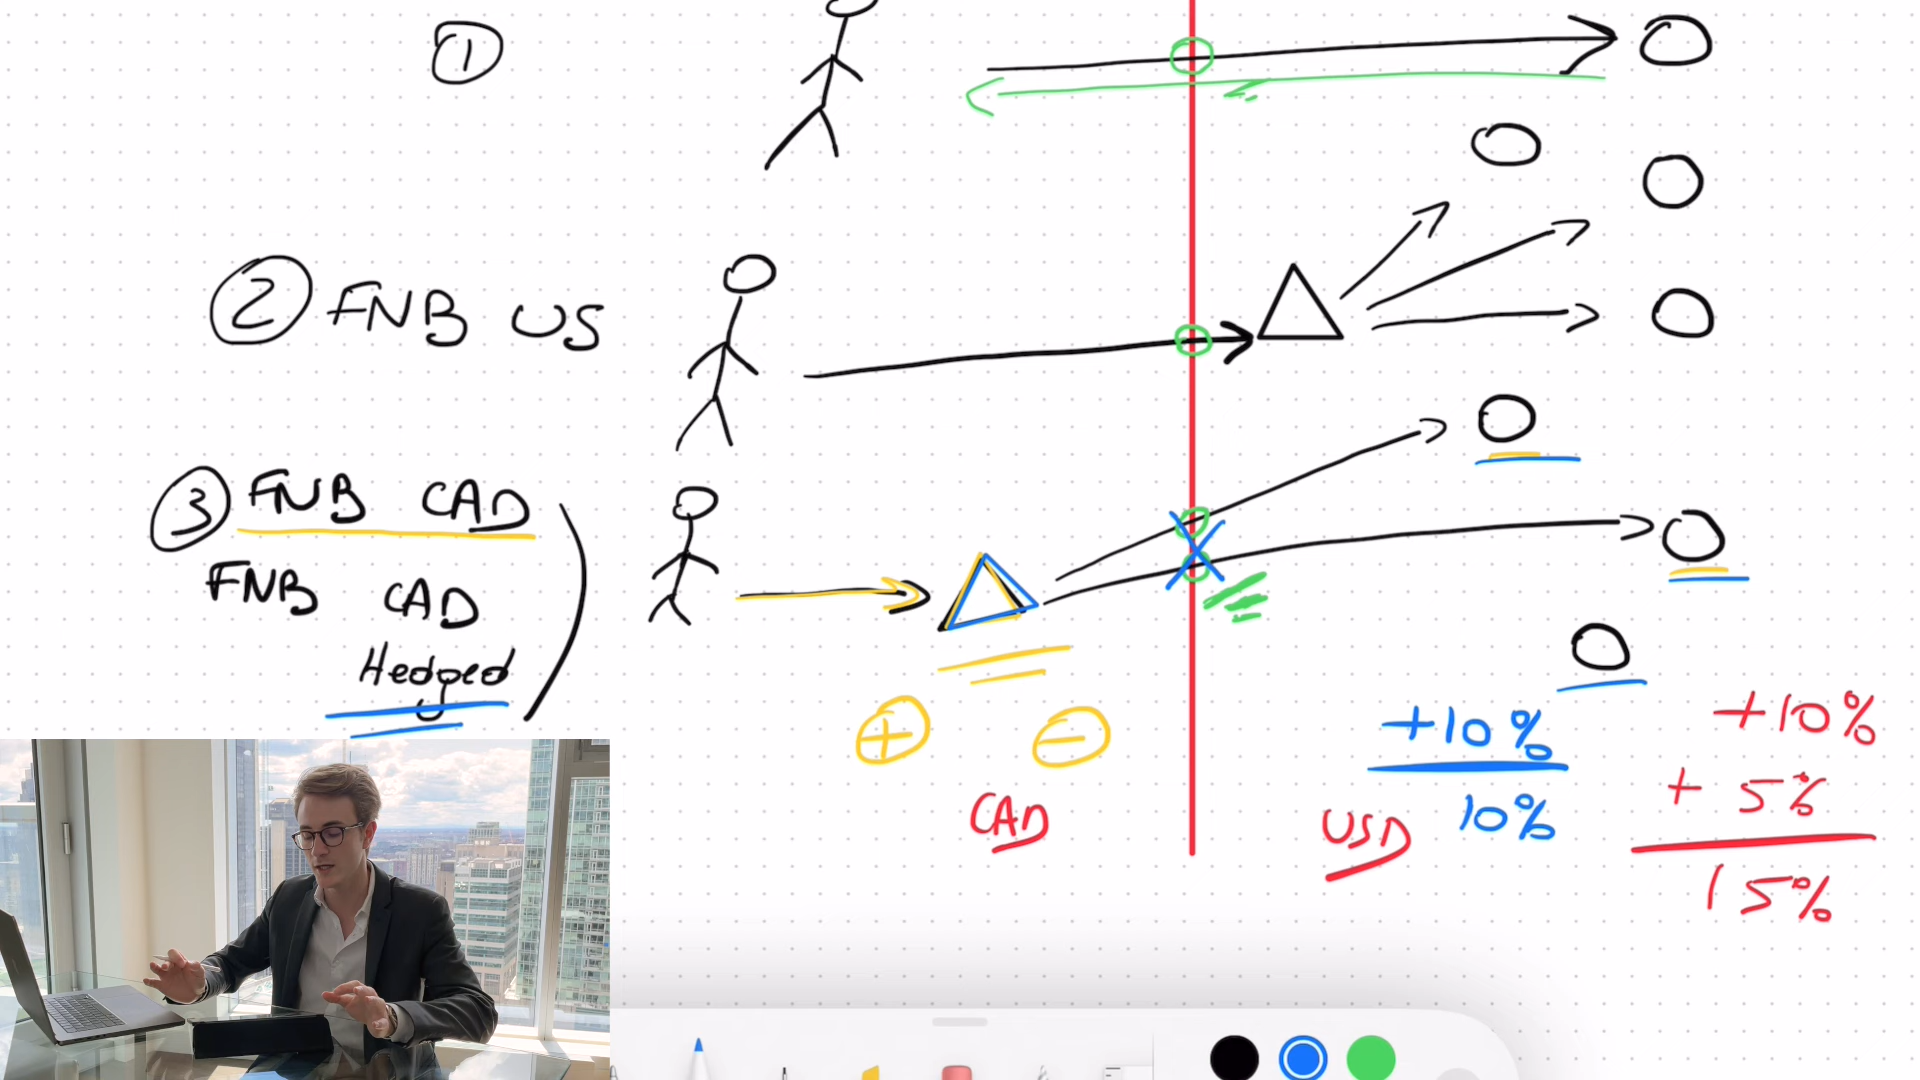 1
2 FNB US
3 FNB CAD
FNB CAD
Hedged
+ -
CAD
USD
+10%
10%
+10%
+ 5%
15%